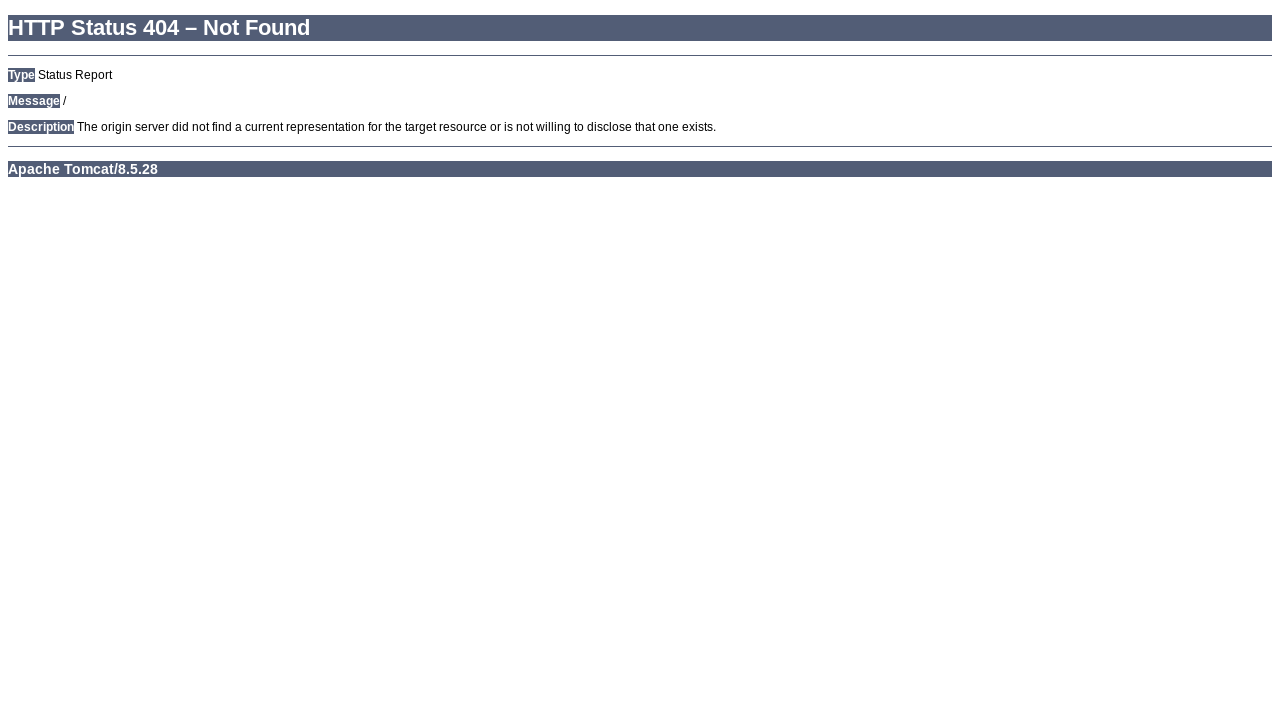 HTTP Status 404 – Not Found
Type Status Report
Message /
Description The origin server did not find a current representation for the target resource or is not willing to disclose that one exists.
Apache Tomcat/8.5.28